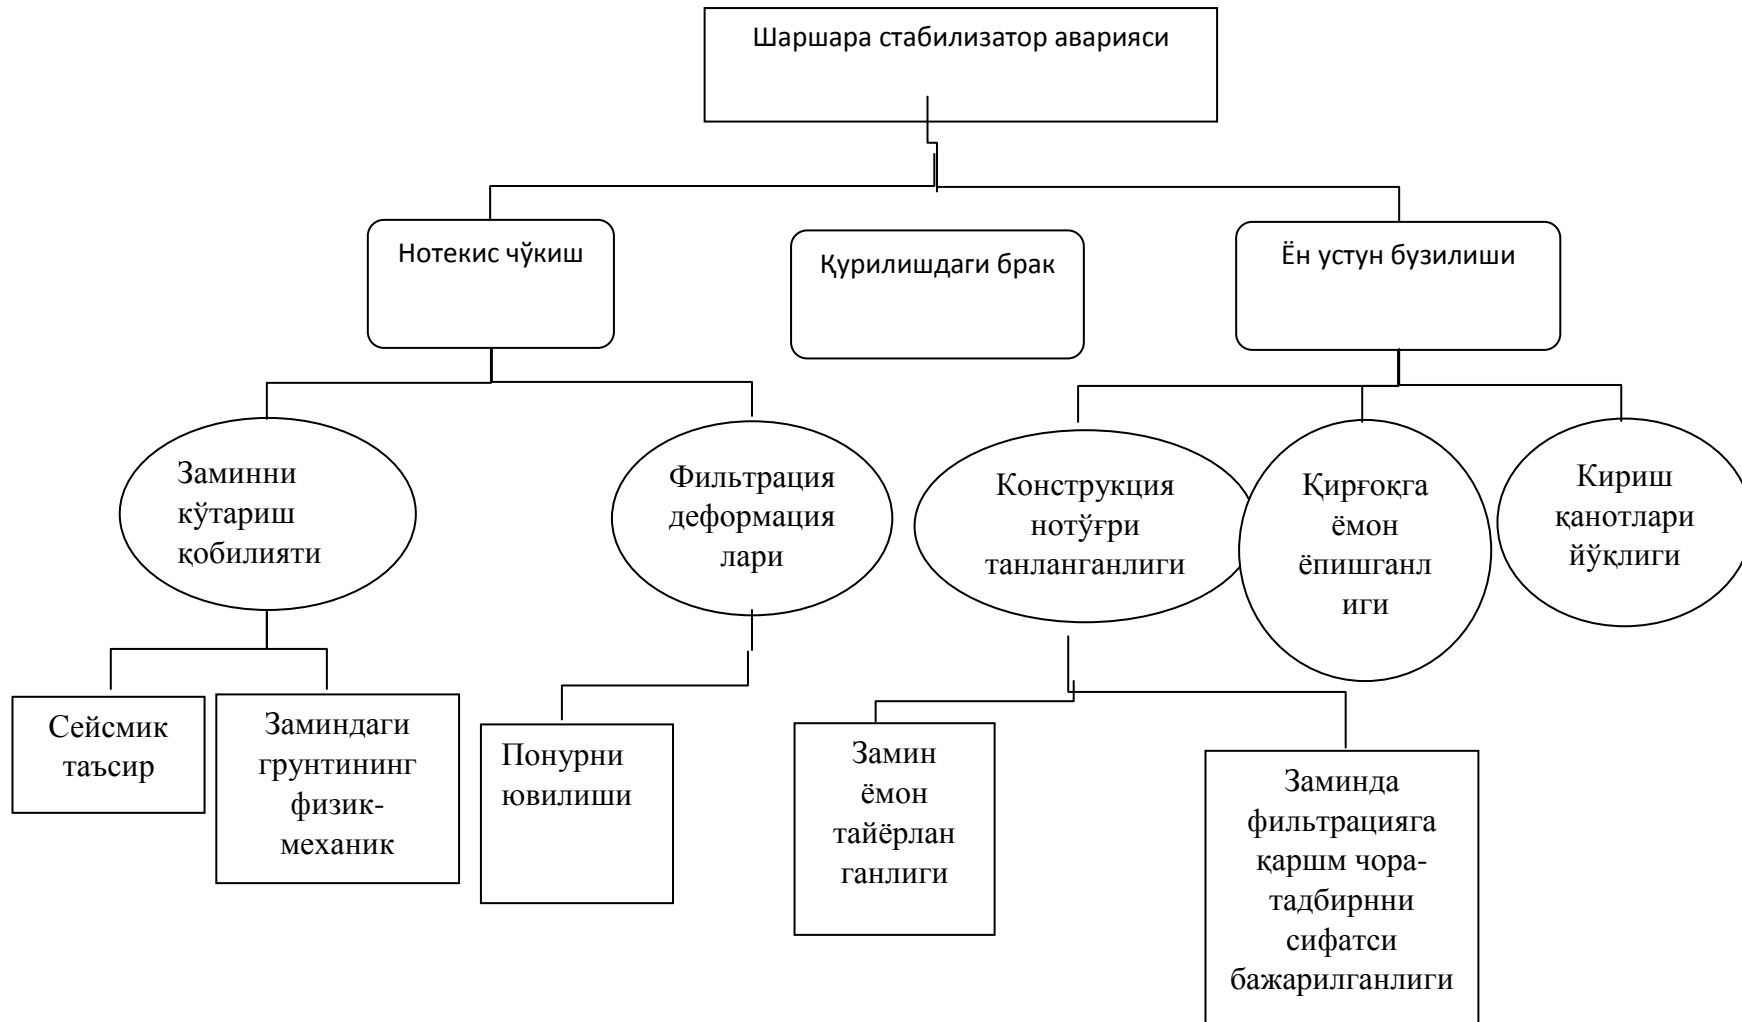 Шаршара стабилизатор аварияси
Нотекис чўкиш
Қурилишдаги брак
Ён устун бузилиши
Заминни
кўтариш
қобилияти
Фильтрация
деформация
лари
Конструкция
нотўғри
танланганлиги
Қирғоқга
ёмон
ёпишганл
иги
Кириш
қанотлари
йўқлиги
Сейсмик
таъсир
Заминдаги
грунтининг
физик-
механик
Понурни
ювилиши
Замин
ёмон
тайёрлан
ганлиги
Заминда
фильтрацияга
қаршм чора-
тадбирнни
сифатси
бажарилганлиги